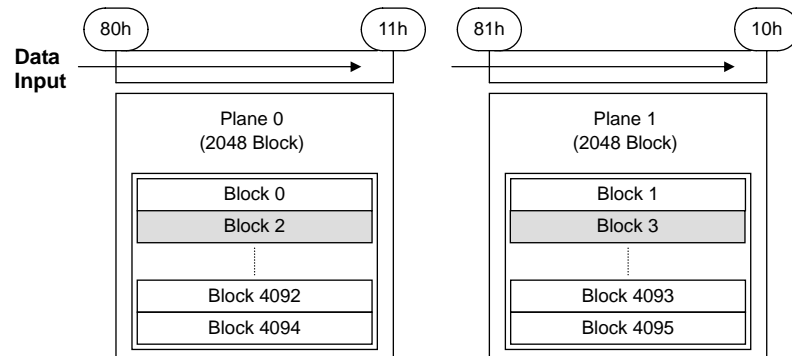 80h
11h
81h
10h
Data
Input
Plane 0
(2048 Block)
Block 0
Block 2
Block 4092
Block 4094
Plane 1
(2048 Block)
Block 1
Block 3
Block 4093
Block 4095